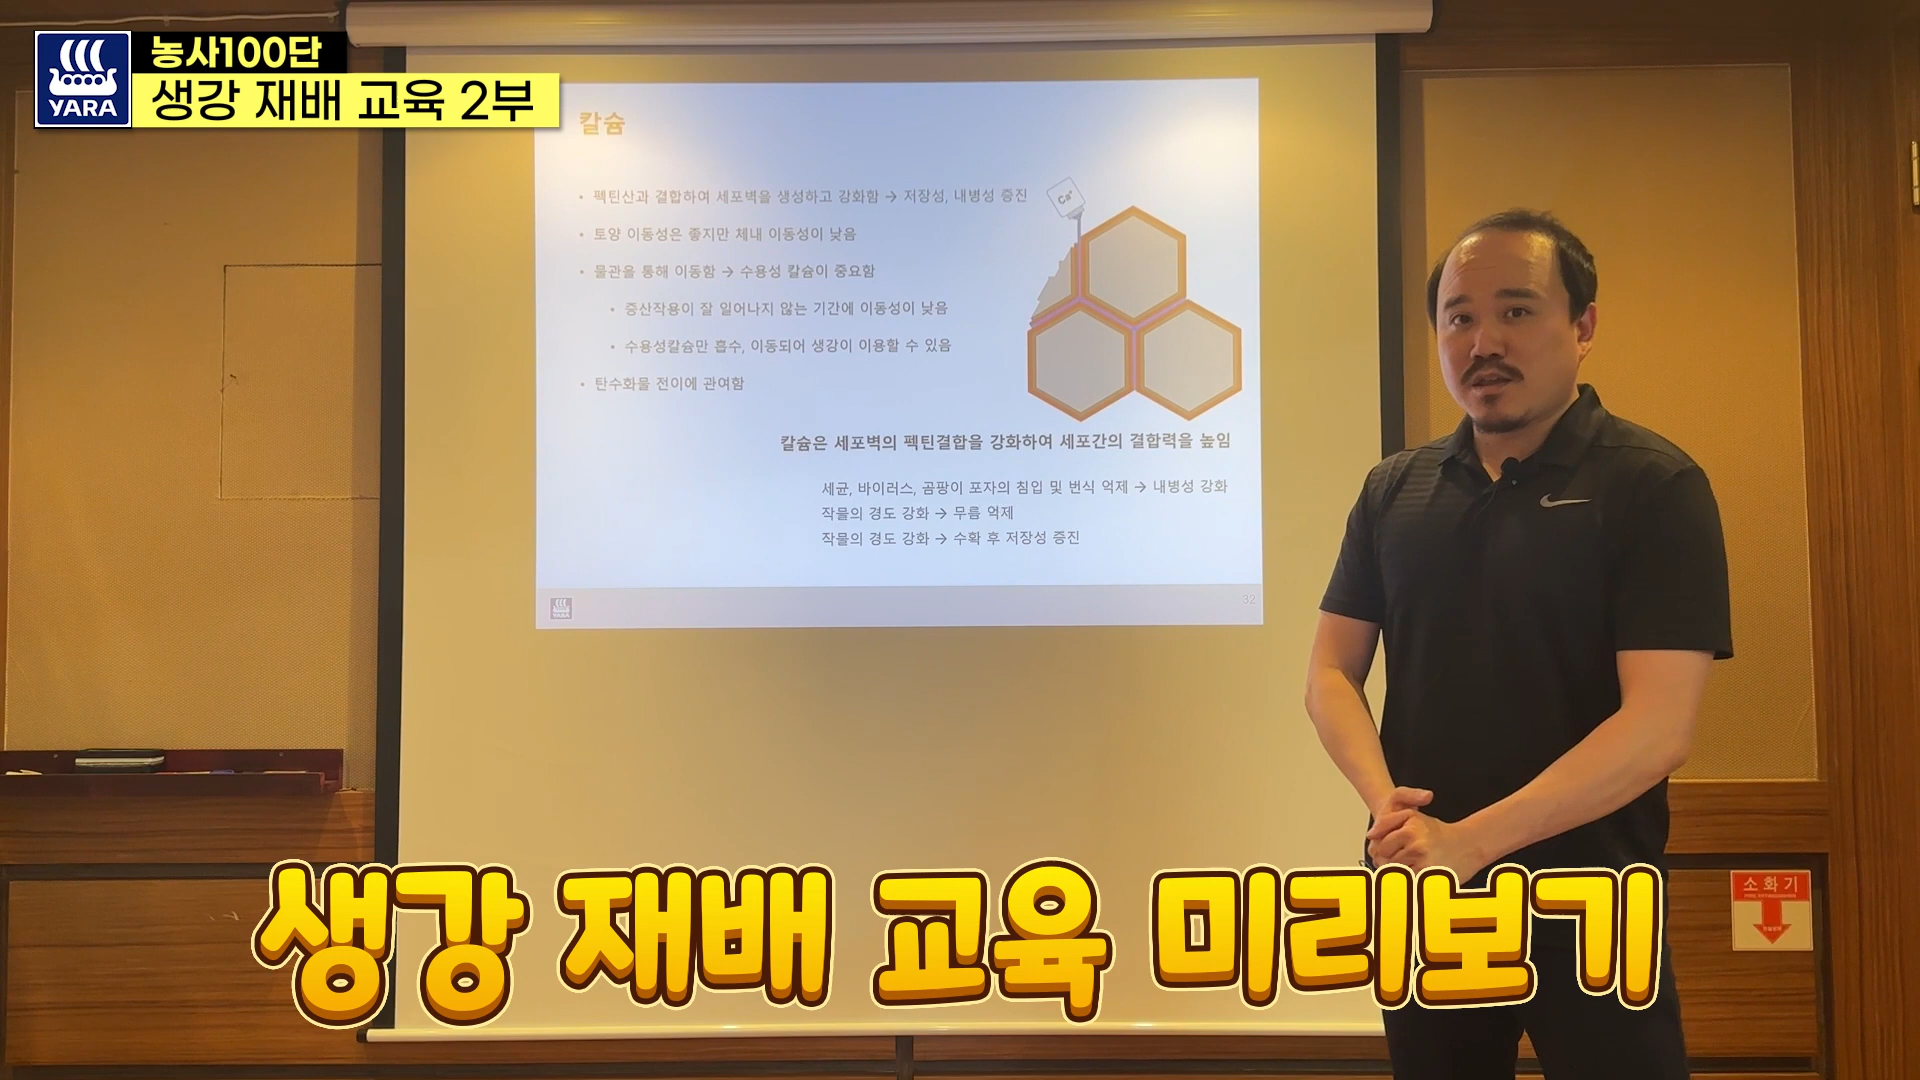 YARA
농사100단
생강 재배 교육 2부
칼슘
• 펙틴산과 결합하여 세포벽을 생성하고 강화함 → 저장성, 내병성 증진
• 토양 이동성은 좋지만 체내 이동성이 낮음
• 물관을 통해 이동함 → 수용성 칼슘이 중요함
• 증산작용이 잘 일어나지 않는 기간에 이동성이 낮음
• 수용성칼슘만 흡수, 이동되어 생강이 이용할 수 있음
• 탄수화물 전이에 관여함
칼슘은 세포벽의 펙틴결합을 강화하여 세포간의 결합력을 높임
세균, 바이러스, 곰팡이 포자의 침입 및 번식 억제 → 내병성 강화
작물의 경도 강화 → 무름 억제
작물의 경도 강화 → 수확 후 저장성 증진
YARA
32
생강 재배 교육 미리보기
소화기